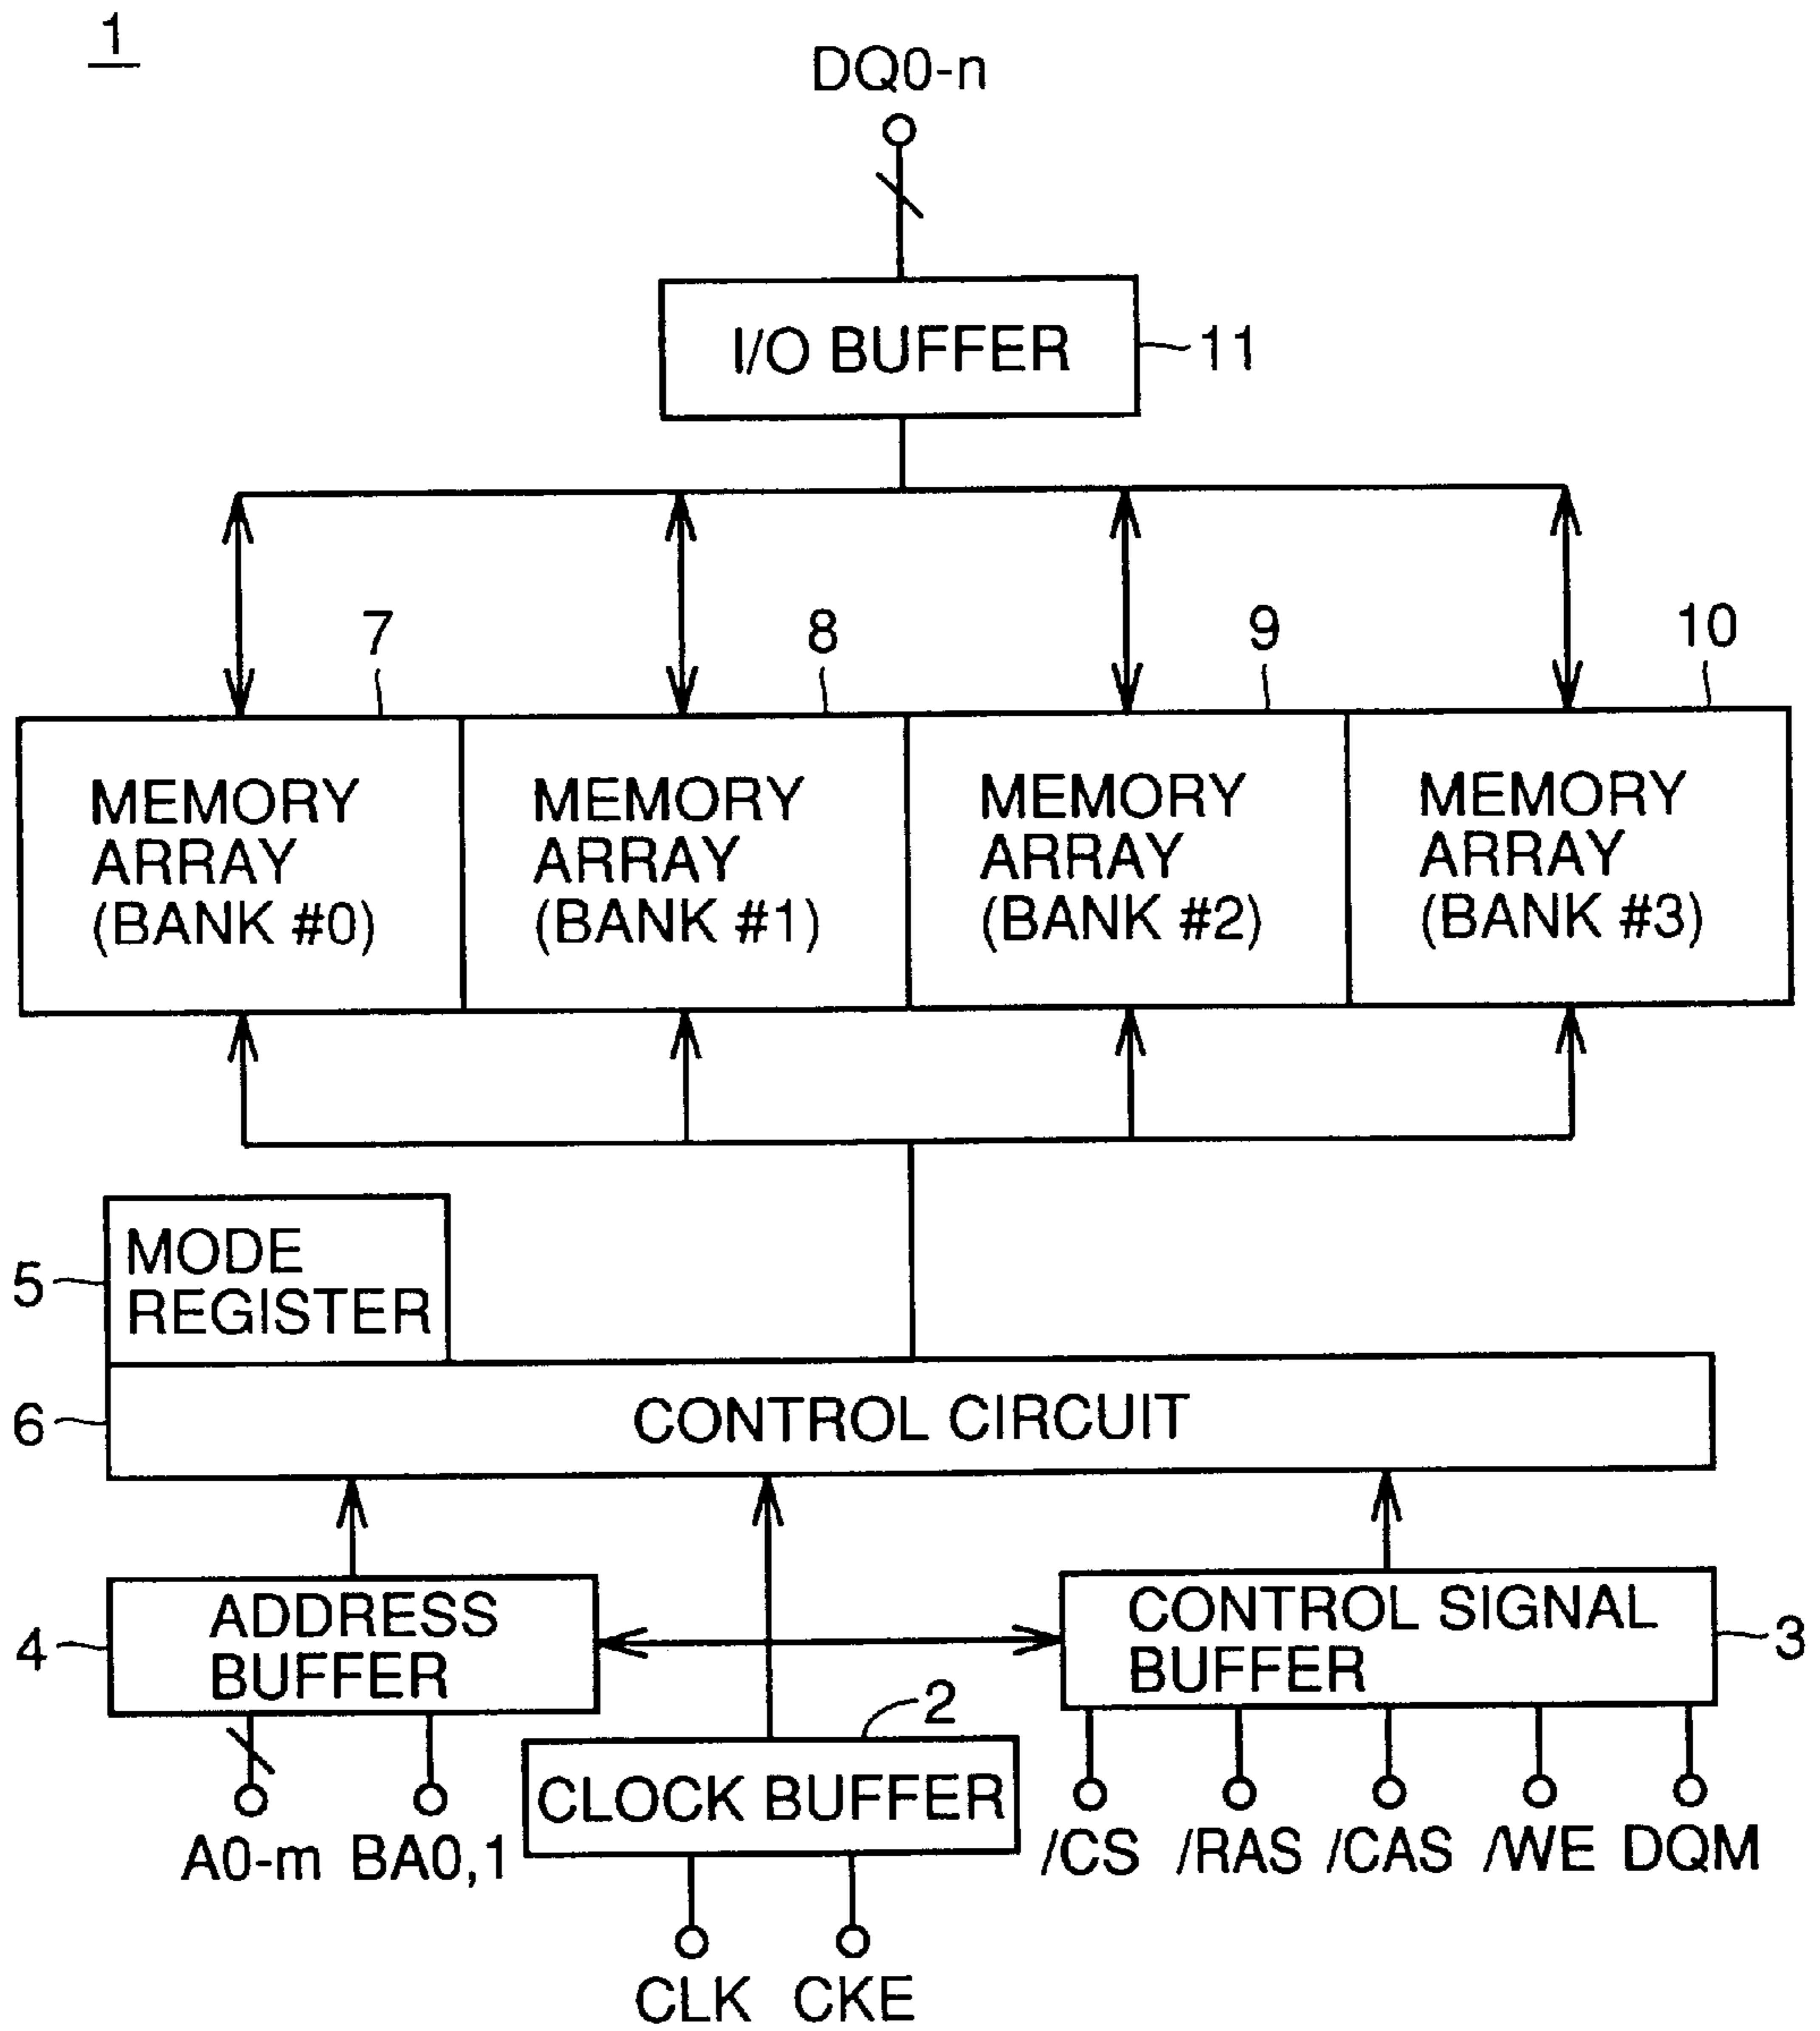 1
DQ0-n
I/O BUFFER
11
7
8
9
10
MEMORY
ARRAY
(BANK #0)
MEMORY
ARRAY
(BANK #1)
MEMORY
ARRAY
(BANK #2)
MEMORY
ARRAY
(BANK #3)
5
MODE
REGISTER
6
CONTROL CIRCUIT
4
ADDRESS
BUFFER
CONTROL SIGNAL
BUFFER
3
2
CLOCK BUFFER
A0-m
BA0,1
/CS
/RAS
/CAS
/WE
DQM
CLK
CKE